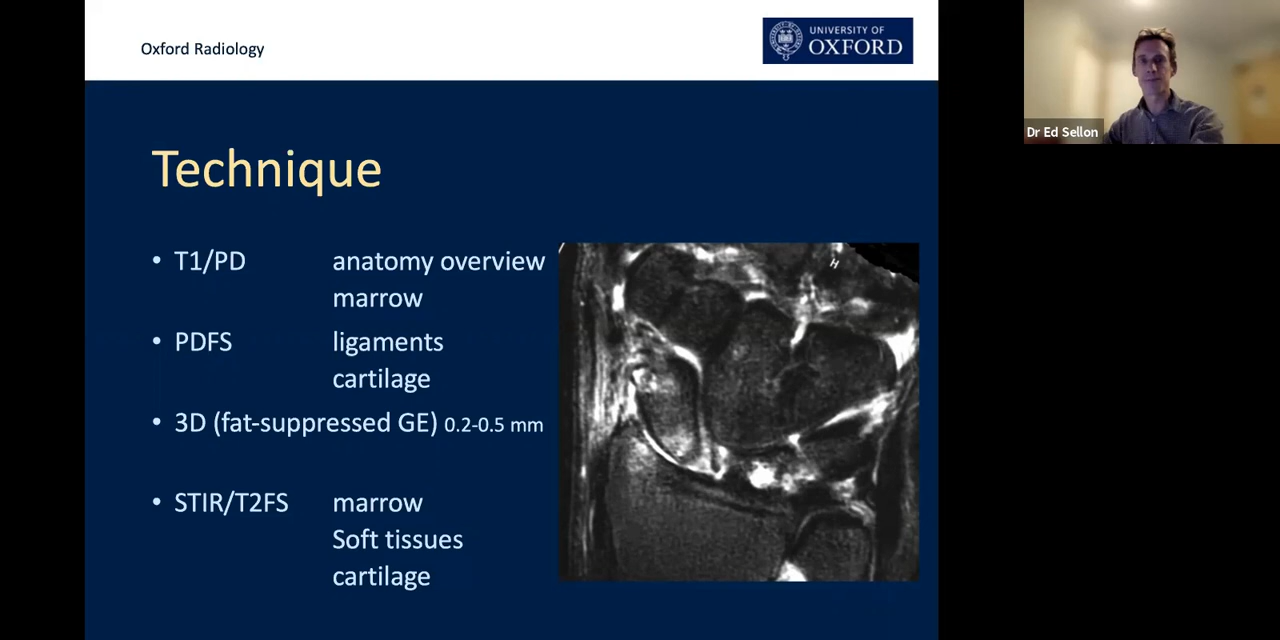 Oxford Radiology
UNIVERSITY OF
OXFORD
Dr Ed Sellon
Technique
• T1/PD anatomy overview
marrow
• PDFS ligaments
cartilage
• 3D (fat-suppressed GE) 0.2-0.5 mm
• STIR/T2FS marrow
Soft tissues
cartilage
H